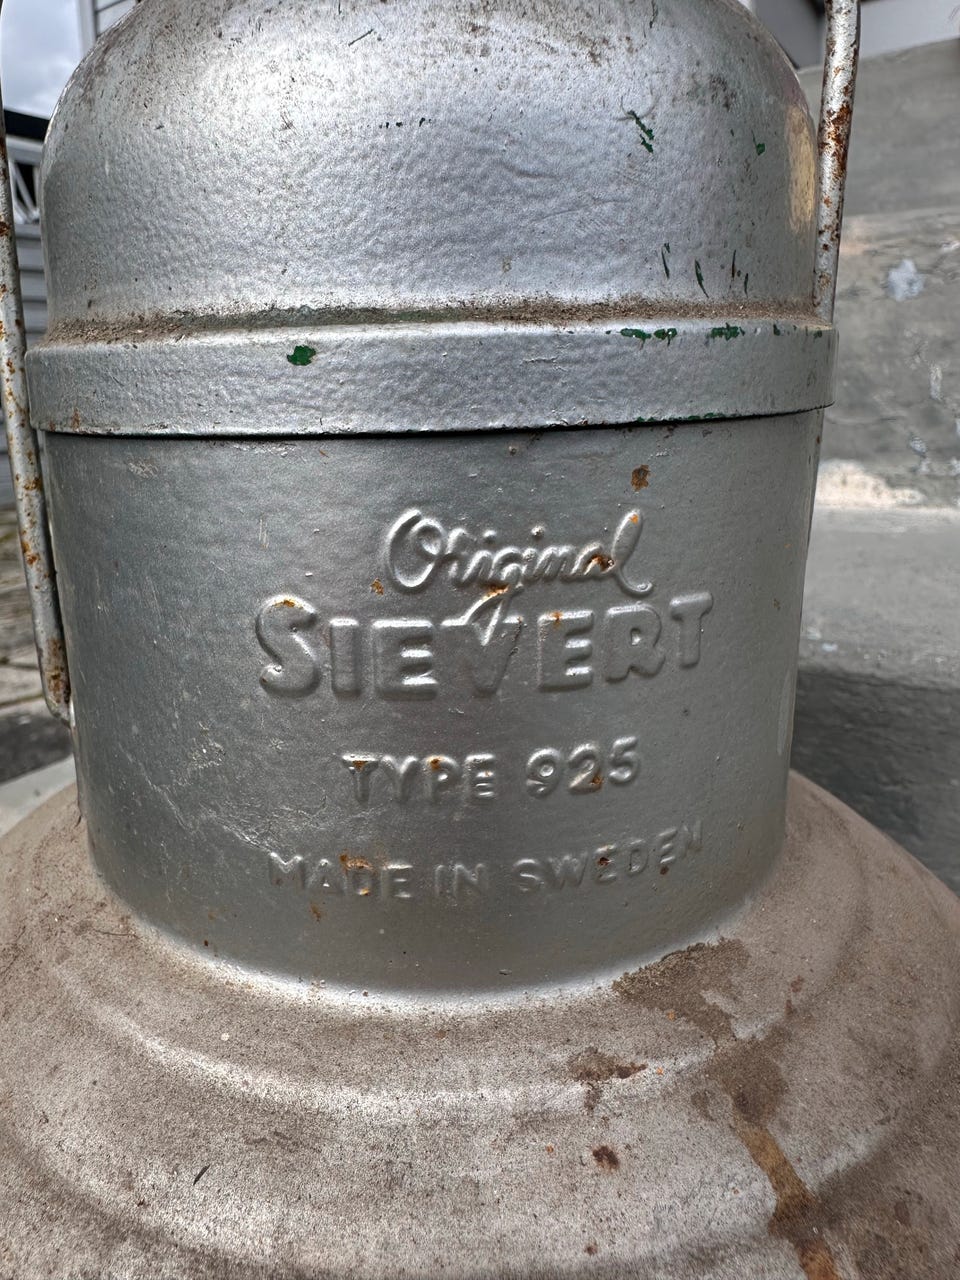 Original
SIEVERT
TYPE 925
MADE IN SWEDEN